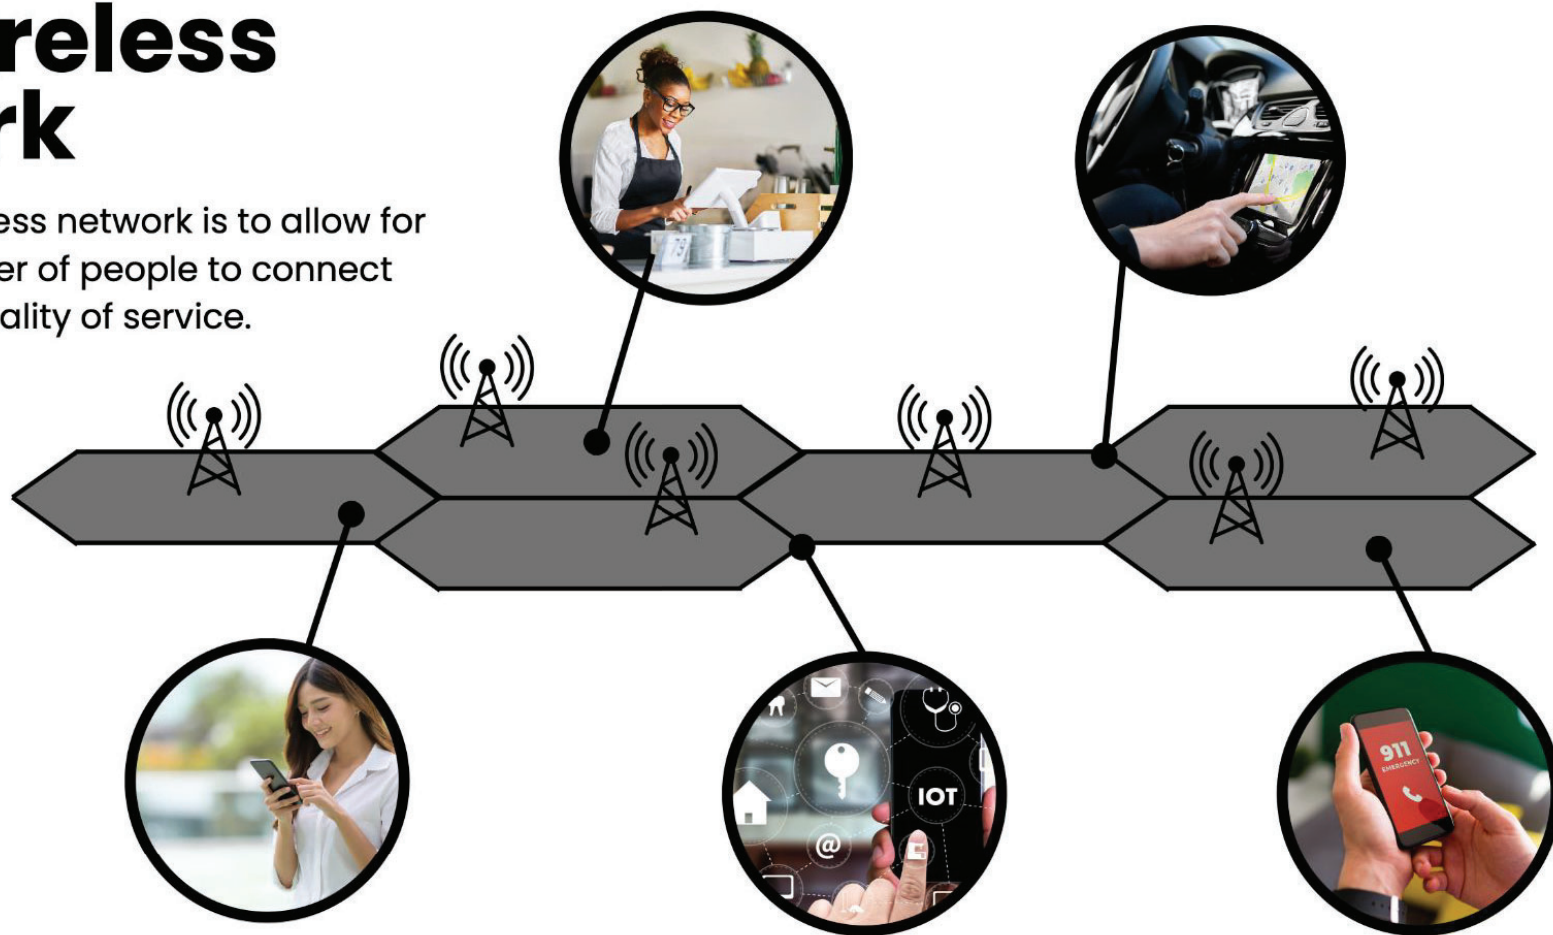 reless
rk
ess network is to allow for
er of people to connect
ality of service.
@
IOT
911
EMERGENCY